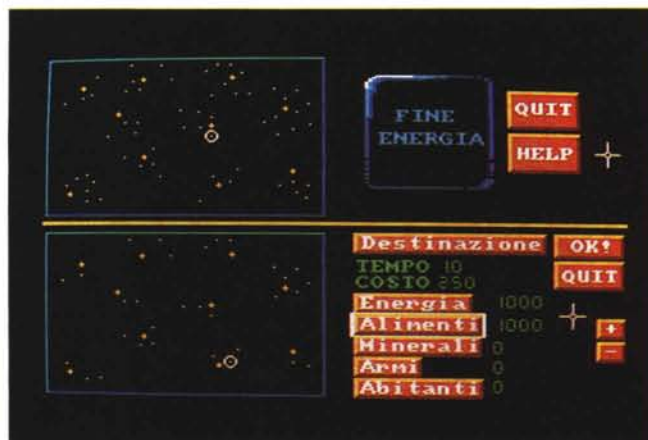 FINE
ENERGIA
QUIT
HELP
Destinazione OK!
TEMPO 10
COSTO 250
QUIT
Energia 1000
Alimenti 1000
+
Minerali 0
-
Armi 0
Abitanti 0